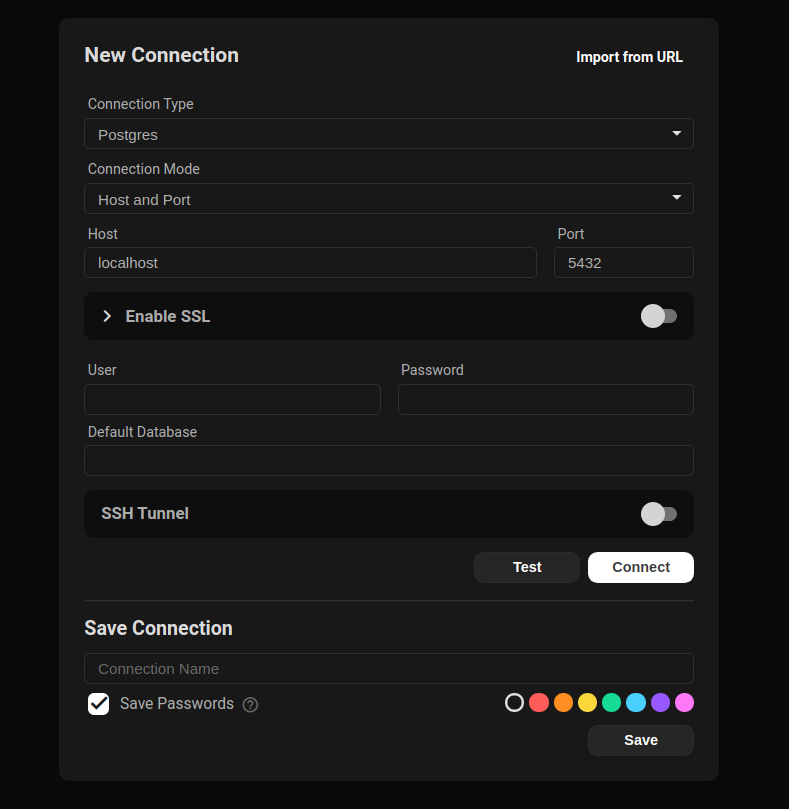 New Connection
Import from URL
Connection Type
Postgres
Connection Mode
Host and Port
Host Port
localhost 5432
Enable SSL
User Password
Default Database
SSH Tunnel
Test Connect
Save Connection
Connection Name
Save Passwords ?
Save